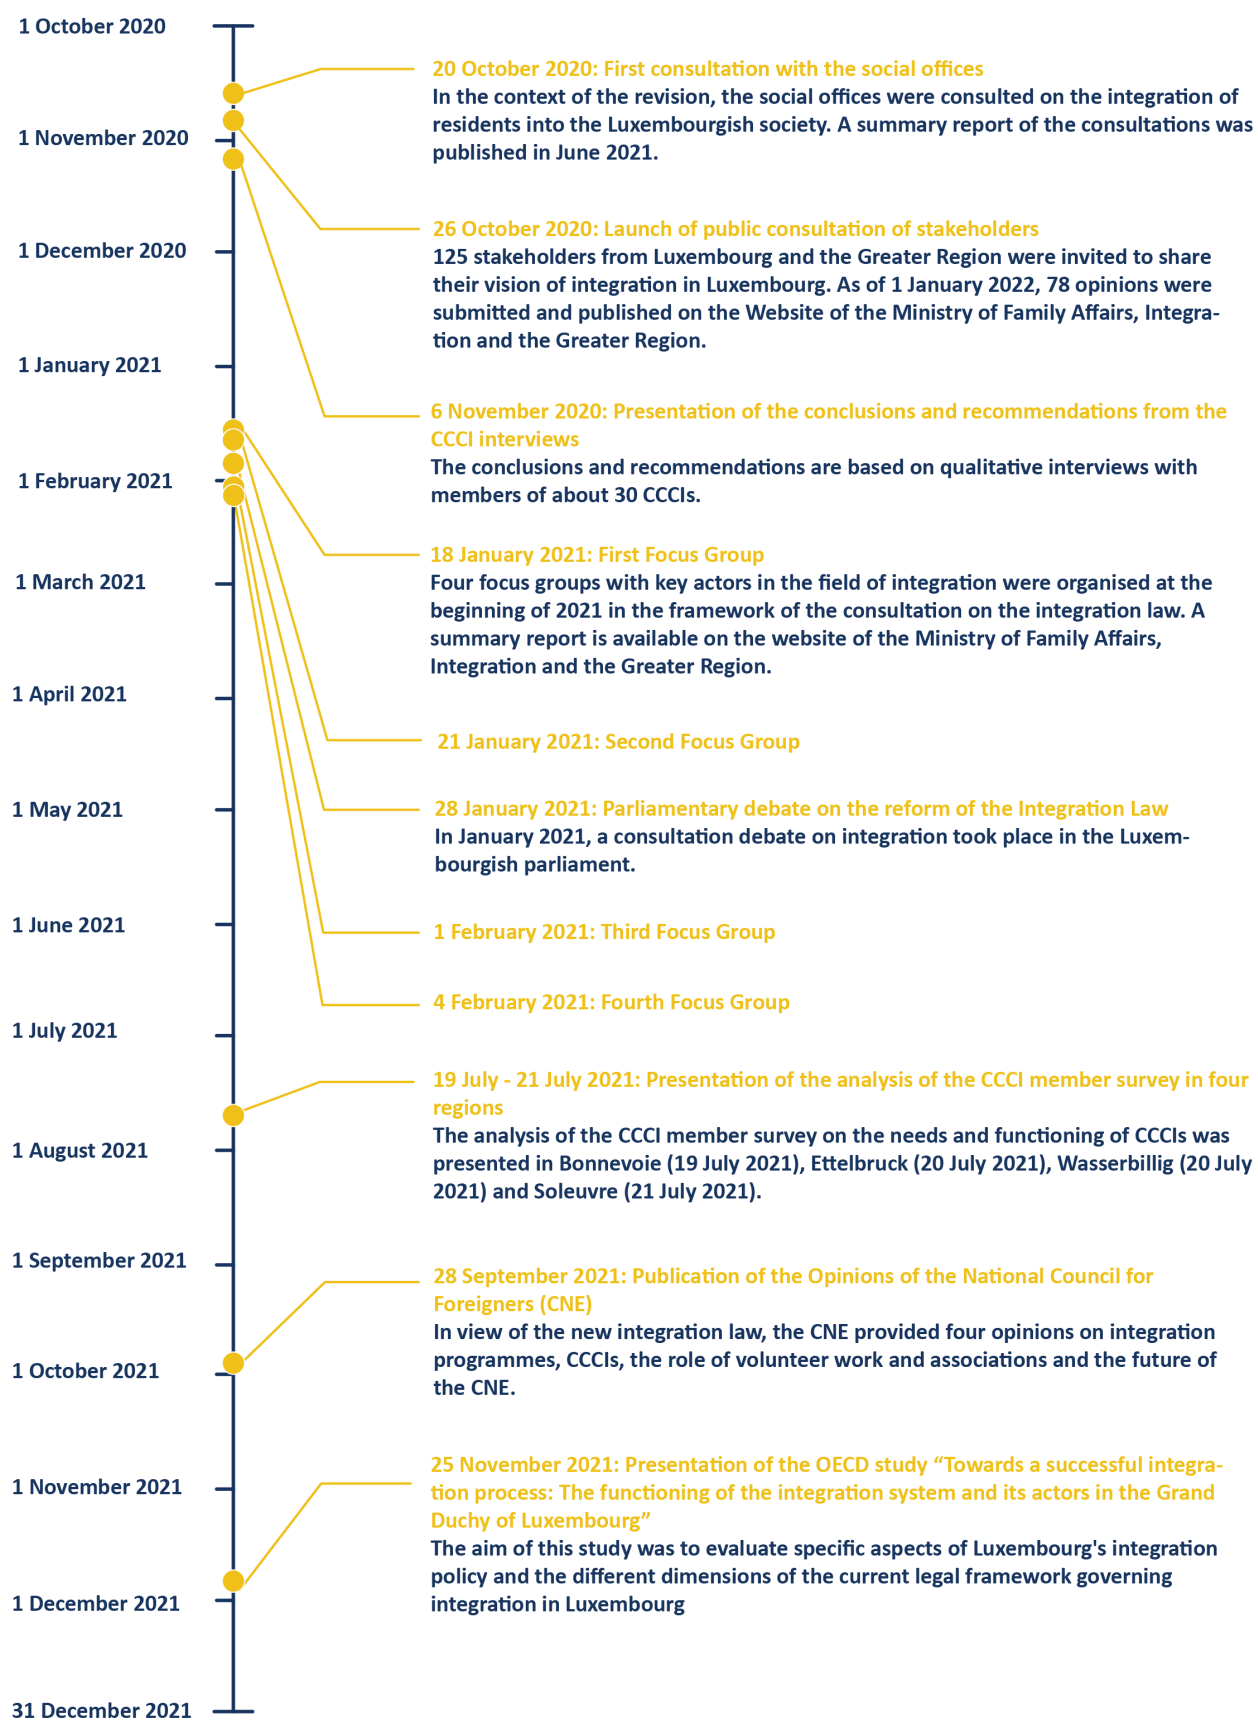 1 October 2020
20 October 2020: First consultation with the social offices
In the context of the revision, the social offices were consulted on the integration of
residents into the Luxembourgish society. A summary report of the consultations was
published in June 2021.
1 November 2020
26 October 2020: Launch of public consultation of stakeholders
125 stakeholders from Luxembourg and the Greater Region were invited to share
their vision of integration in Luxembourg. As of 1 January 2022, 78 opinions were
submitted and published on the Website of the Ministry of Family Affairs, Integra-
tion and the Greater Region.
1 December 2020
1 January 2021
6 November 2020: Presentation of the conclusions and recommendations from the
CCCI interviews
The conclusions and recommendations are based on qualitative interviews with
members of about 30 CCCIs.
1 February 2021
18 January 2021: First Focus Group
Four focus groups with key actors in the field of integration were organised at the
beginning of 2021 in the framework of the consultation on the integration law. A
summary report is available on the website of the Ministry of Family Affairs,
Integration and the Greater Region.
1 March 2021
1 April 2021
21 January 2021: Second Focus Group
1 May 2021
28 January 2021: Parliamentary debate on the reform of the Integration Law
In January 2021, a consultation debate on integration took place in the Luxem-
bourgish parliament.
1 June 2021
1 February 2021: Third Focus Group
4 February 2021: Fourth Focus Group
1 July 2021
19 July - 21 July 2021: Presentation of the analysis of the CCCI member survey in four
regions
The analysis of the CCCI member survey on the needs and functioning of CCCIs was
presented in Bonnevoie (19 July 2021), Ettelbruck (20 July 2021), Wasserbillig (20 July
2021) and Soleuvre (21 July 2021).
1 August 2021
1 September 2021
28 September 2021: Publication of the Opinions of the National Council for
Foreigners (CNE)
In view of the new integration law, the CNE provided four opinions on integration
programmes, CCCIs, the role of volunteer work and associations and the future of
the CNE.
1 October 2021
1 November 2021
25 November 2021: Presentation of the OECD study “Towards a successful integra-
tion process: The functioning of the integration system and its actors in the Grand
Duchy of Luxembourg”
The aim of this study was to evaluate specific aspects of Luxembourg's integration
policy and the different dimensions of the current legal framework governing
integration in Luxembourg
1 December 2021
31 December 2021